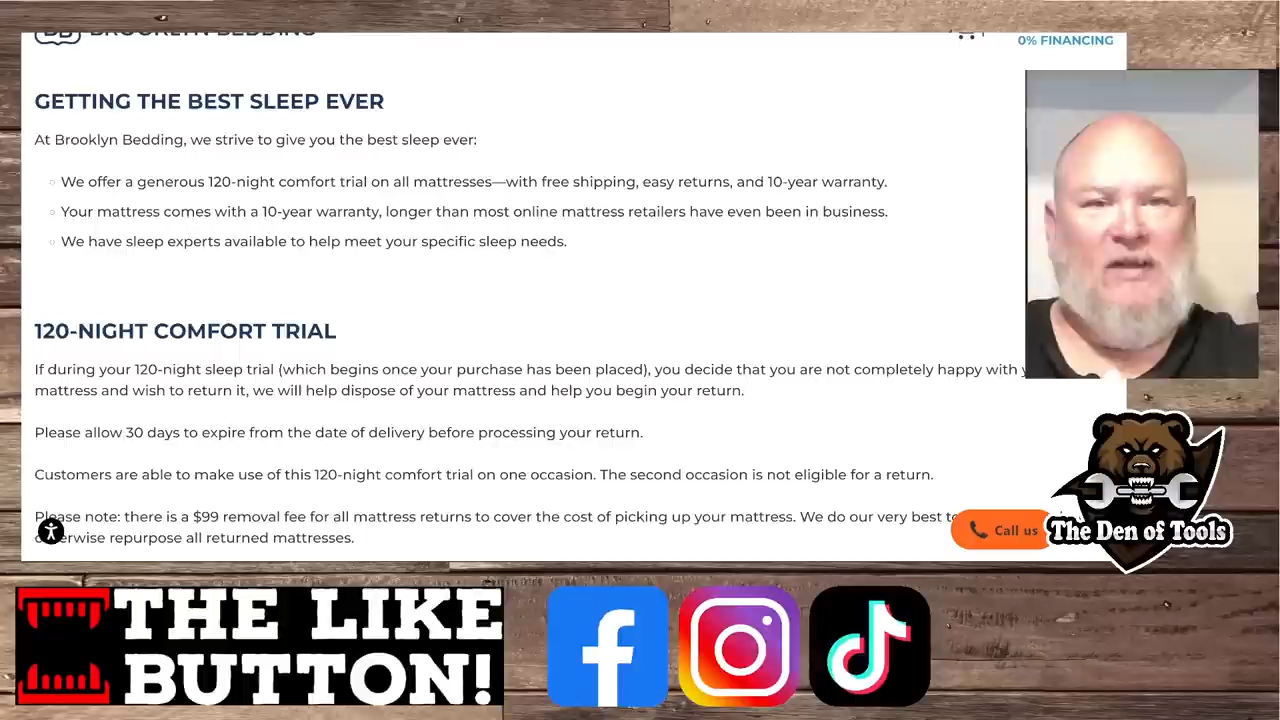 BROOKLYN BEDDING
0% FINANCING
GETTING THE BEST SLEEP EVER
At Brooklyn Bedding, we strive to give you the best sleep ever:
We offer a generous 120-night comfort trial on all mattresses—with free shipping, easy returns, and 10-year warranty.
Your mattress comes with a 10-year warranty, longer than most online mattress retailers have even been in business.
We have sleep experts available to help meet your specific sleep needs.
120-NIGHT COMFORT TRIAL
If during your 120-night sleep trial (which begins once your purchase has been placed), you decide that you are not completely happy with
mattress and wish to return it, we will help dispose of your mattress and help you begin your return.
Please allow 30 days to expire from the date of delivery before processing your return.
Customers are able to make use of this 120-night comfort trial on one occasion. The second occasion is not eligible for a return.
Please note: there is a $99 removal fee for all mattress returns to cover the cost of picking up your mattress. We do our very best
otherwise repurpose all returned mattresses.
Call us
The Den of Tools
THE LIKE
BUTTON!